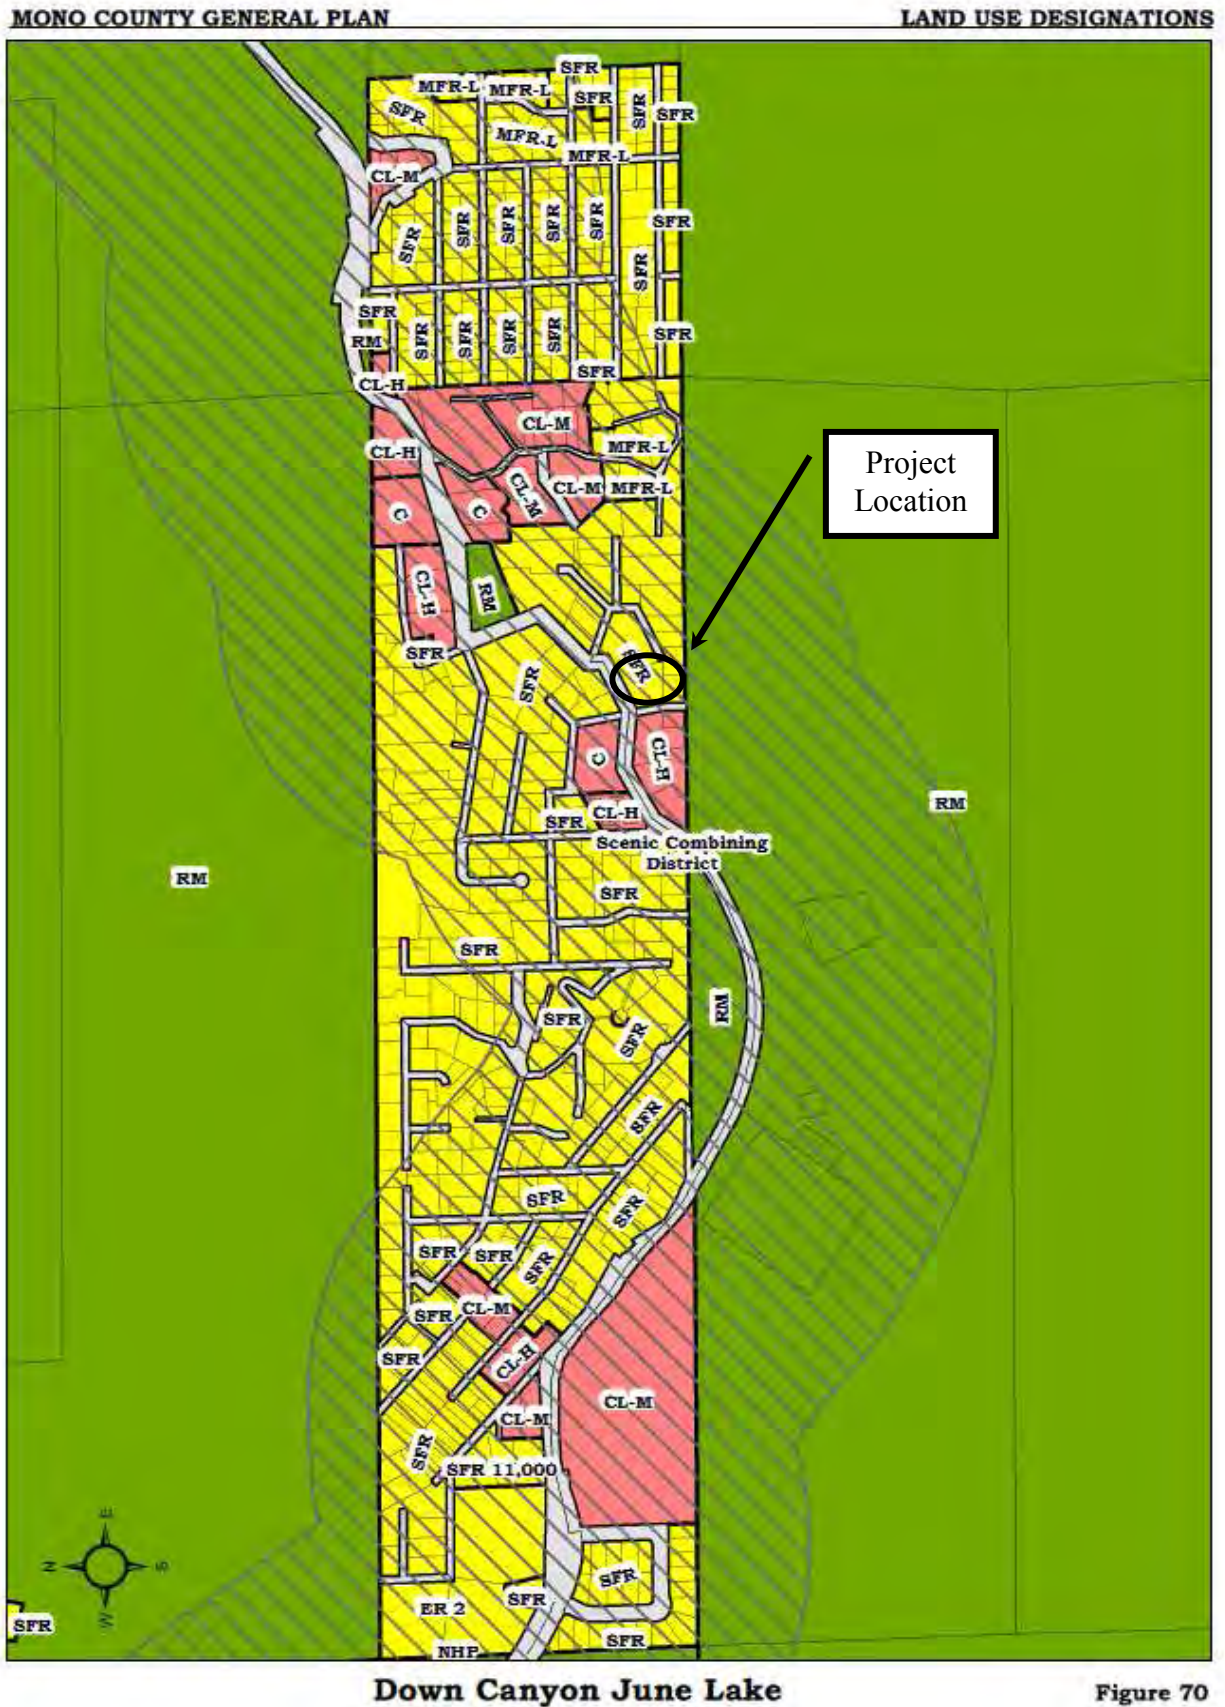 MONO COUNTY GENERAL PLAN
LAND USE DESIGNATIONS
SFR
MFR-L
MFR-L
SFR
SFR
SFR
SFR
MFR-L
MFR-L
CL-M
SFR
SFR
SFR
SFR
SFR
SFR
SFR
SFR
SFR
RM
SFR
SFR
SFR
SFR
SFR
SFR
CL-H
CL-M
CL-H
MFR-L
Project
Location
CL-M
CL-M
MFR-L
C
C
CL-H
RM
SFR
SFR
SFR
C
CL-H
CL-H
SFR
RM
Scenic Combining
District
RM
SFR
SFR
RM
SFR
SFR
SFR
SFR
SFR
SFR
SFR
SFR
CL-M
SFR
SFR
CL-H
CL-M
CL-M
SFR
SFR 11,000
E
N
S
W
SFR
SFR
ER 2
SFR
SFR
NHP
Down Canyon June Lake
Figure 70